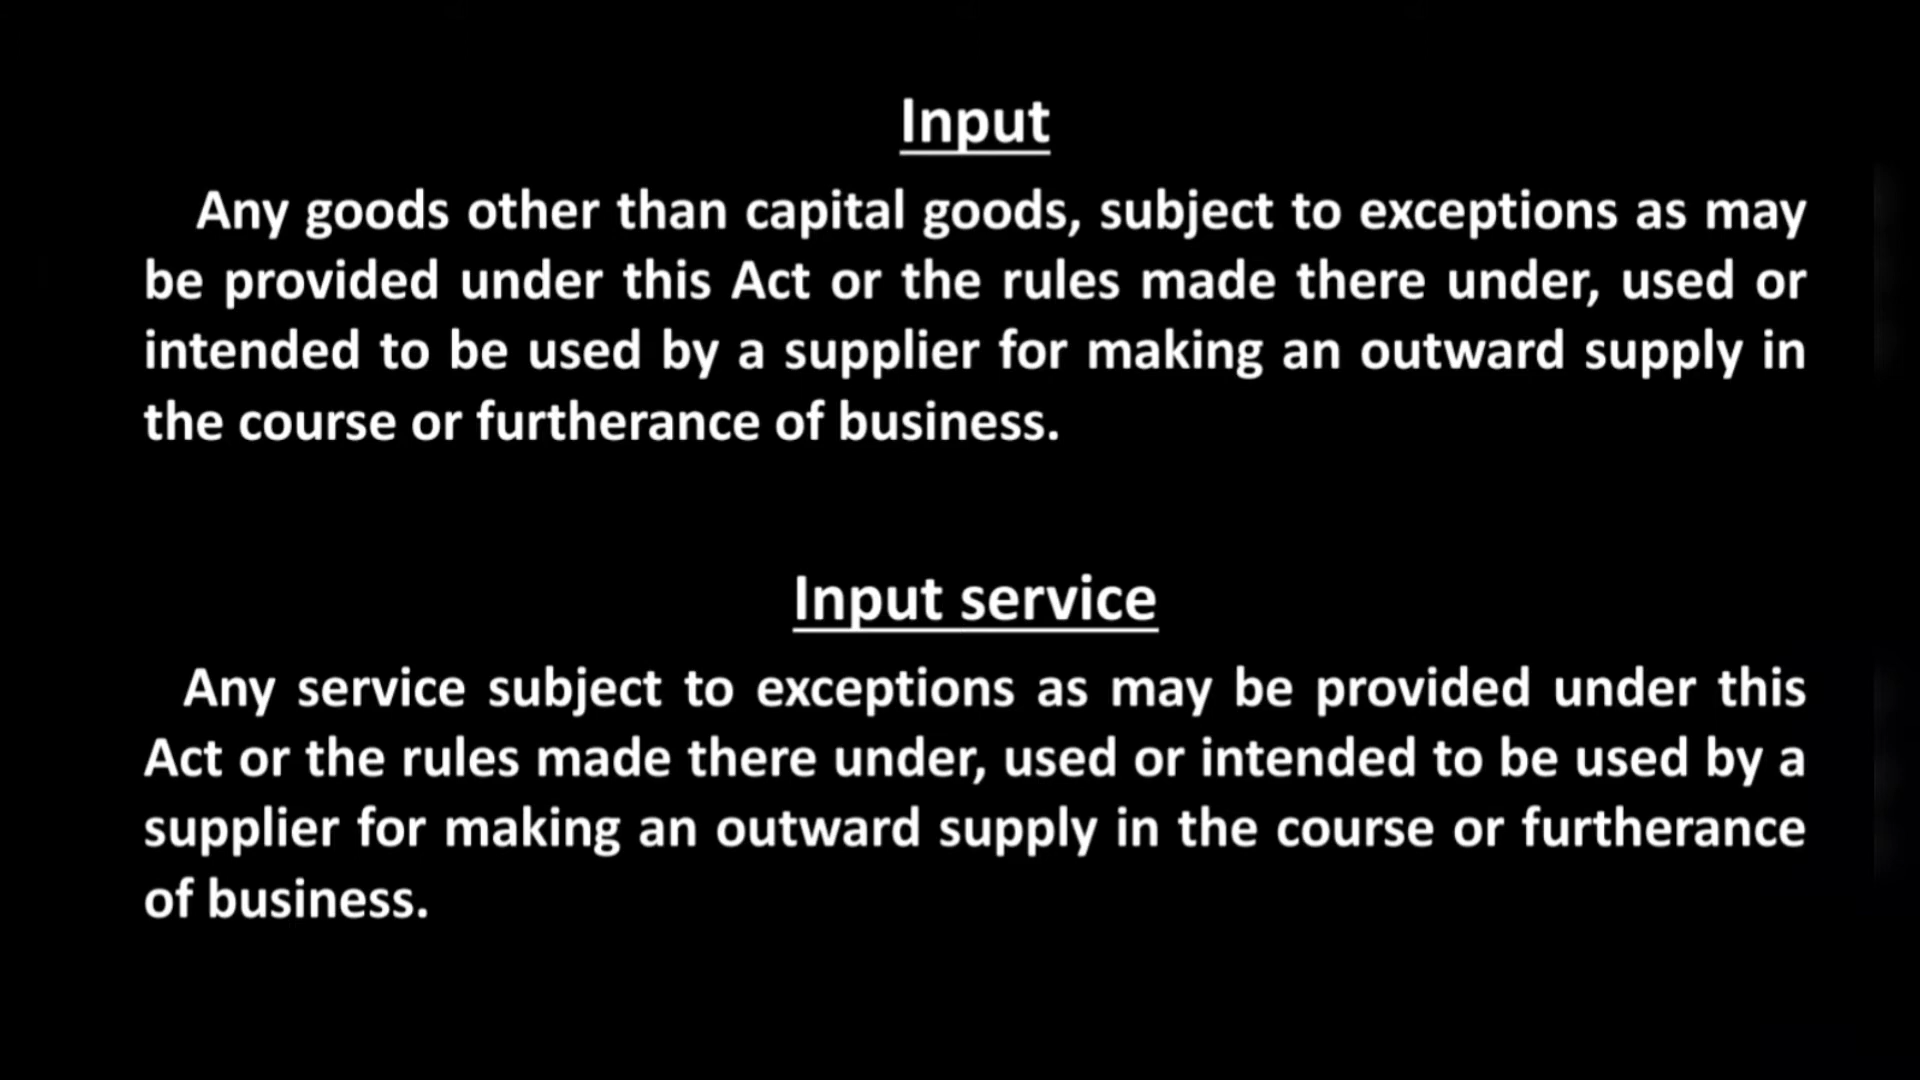 Input
Any goods other than capital goods, subject to exceptions as may
be provided under this Act or the rules made there under, used or
intended to be used by a supplier for making an outward supply in
the course or furtherance of business.
Input service
Any service subject to exceptions as may be provided under this
Act or the rules made there under, used or intended to be used by a
supplier for making an outward supply in the course or furtherance
of business.